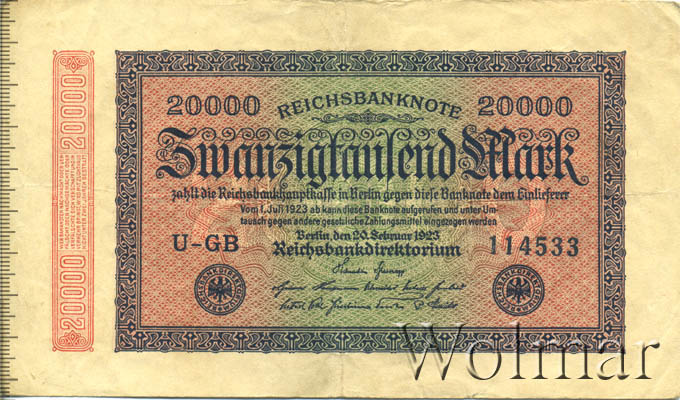 20000
20000
REICHSBANKNOTE
20000
20000
Zwanzigtausend Mark
zahlt die Reichsbankhauptkasse in Berlin gegen diese Banknote dem Einlieferer
Vom 1. Juli 1923 ab kann diese Banknote aufgerufen und unter Um-
tausch gegen andere gesetzliche Zahlungsmittel eingezogen werden
Berlin, den 20. Februar 1923
U-GB
Reichsbankdirektorium
114533
Wolmar